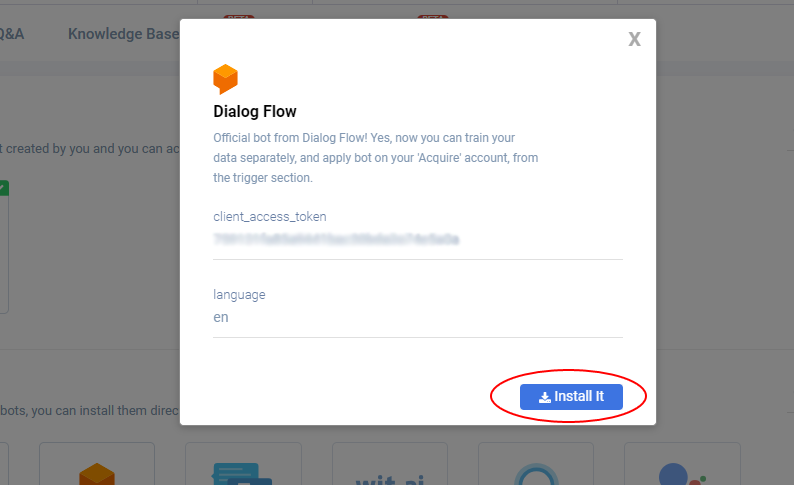 Q&A
Knowledge Base
BETA
BETA
X
Dialog Flow
Official bot from Dialog Flow! Yes, now you can train your
data separately, and apply bot on your 'Acquire' account, from
the trigger section.
t created by you and you can ac
client_access_token
language
en
Install It
bots, you can install them direc
wit.ai